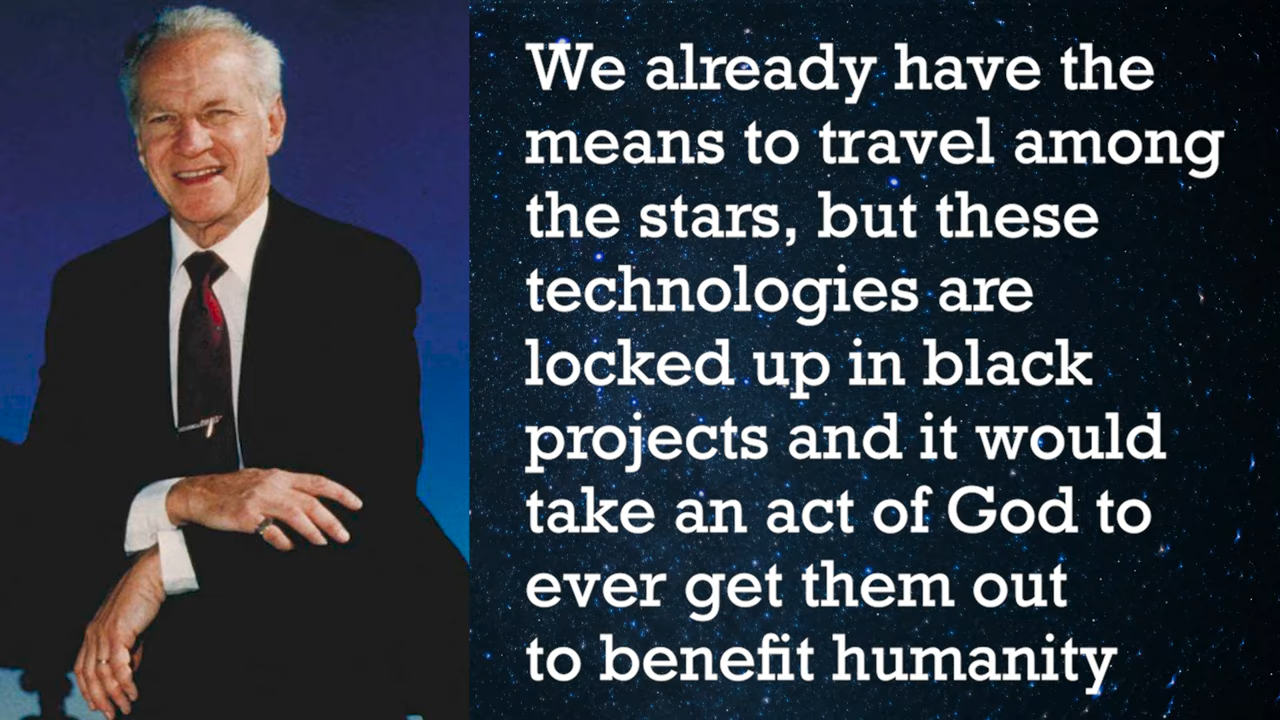 We already have the
means to travel among
the stars, but these
technologies are
locked up in black
projects and it would
take an act of God to
ever get them out
to benefit humanity